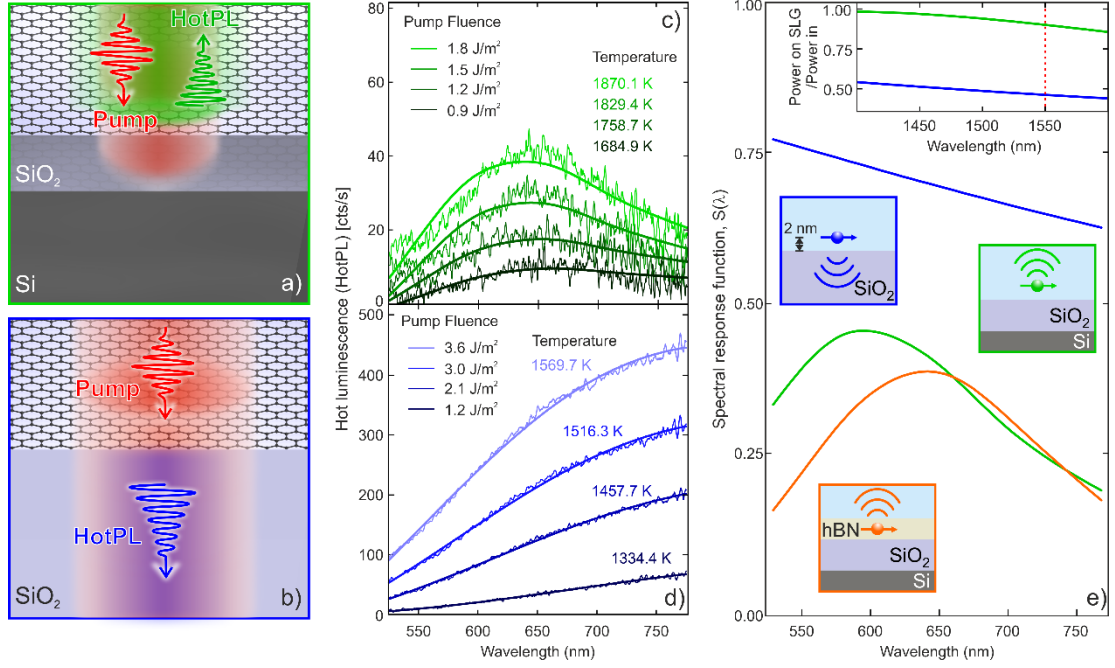 HotPL
Pump
SiO2
Si
a)
Pump
HotPL
SiO2
b)
Hot luminescence (HotPL) [cts/s]
80
60
40
20
0
Pump Fluence
1.8 J/m²
1.5 J/m²
1.2 J/m²
0.9 J/m²
c)
Temperature
1870.1 K
1829.4 K
1758.7 K
1684.9 K
500
400
300
200
100
0
Pump Fluence
3.6 J/m²
3.0 J/m²
2.1 J/m²
1.2 J/m²
Temperature
1569.7 K
1516.3 K
1457.7 K
1334.4 K
d)
550 600 650 700 750
Wavelength (nm)
Spectral response function, S(λ)
1.00
0.75
0.50
0.25
0.00
Power on SLG
/Power in
1.00
0.75
0.50
1450 1500 1550
Wavelength (nm)
2 nm
SiO2
SiO2
Si
hBN
SiO2
Si
e)
550 600 650 700 750
Wavelength (nm)